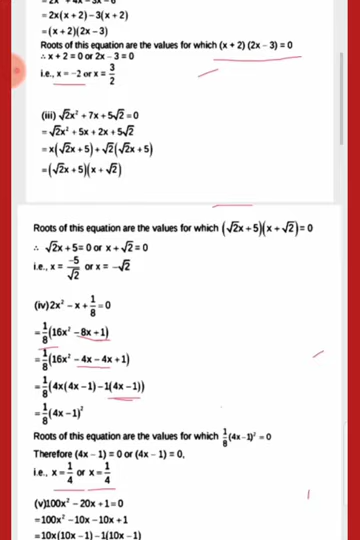 = 2x² + 4x − 3x − 6
= 2x(x + 2) − 3(x + 2)
= (x + 2)(2x − 3)
Roots of this equation are the values for which (x + 2) (2x − 3) = 0
∴ x + 2 = 0 or 2x − 3 = 0
i.e., x = −2 or x = 3/2
(iii) √2x² + 7x + 5√2 = 0
= √2x² + 5x + 2x + 5√2
= x(√2x + 5) + √2(√2x + 5)
= (√2x + 5)(x + √2)
Roots of this equation are the values for which (√2x + 5)(x + √2) = 0
∴ √2x + 5 = 0 or x + √2 = 0
i.e., x = −5/√2 or x = −√2
(iv) 2x² − x + 1/8 = 0
= 1/8(16x² − 8x + 1)
= 1/8(16x² − 4x − 4x + 1)
= 1/8(4x(4x − 1) − 1(4x − 1))
= 1/8(4x − 1)²
Roots of this equation are the values for which 1/8(4x − 1)² = 0
Therefore (4x − 1) = 0 or (4x − 1) = 0,
i.e., x = 1/4 or x = 1/4
(v) 100x² − 20x + 1 = 0
= 100x² − 10x − 10x + 1
= 10x(10x − 1) − 1(10x − 1)